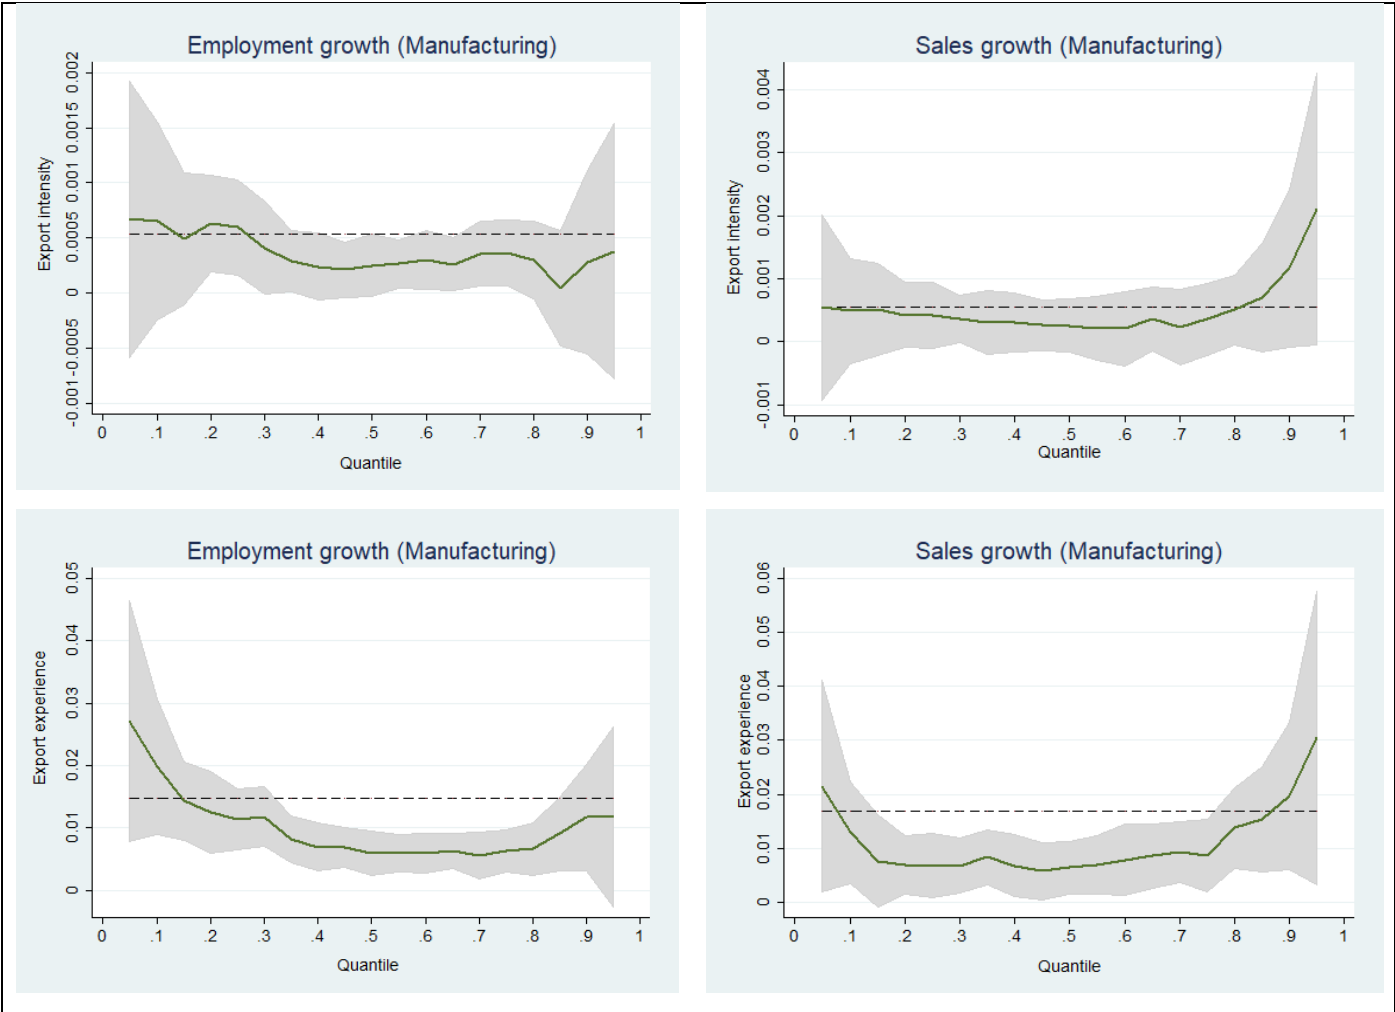 Employment growth (Manufacturing)
Export intensity
0.002
0.0015
0.001
0.0005
0
-0.0005
-0.001
0 .1 .2 .3 .4 .5 .6 .7 .8 .9 1
Quantile
Sales growth (Manufacturing)
Export intensity
0.004
0.003
0.002
0.001
0
-0.001
0 .1 .2 .3 .4 .5 .6 .7 .8 .9 1
Quantile
Employment growth (Manufacturing)
Export experience
0.05
0.04
0.03
0.02
0.01
0
0 .1 .2 .3 .4 .5 .6 .7 .8 .9 1
Quantile
Sales growth (Manufacturing)
Export experience
0.06
0.05
0.04
0.03
0.02
0.01
0
0 .1 .2 .3 .4 .5 .6 .7 .8 .9 1
Quantile